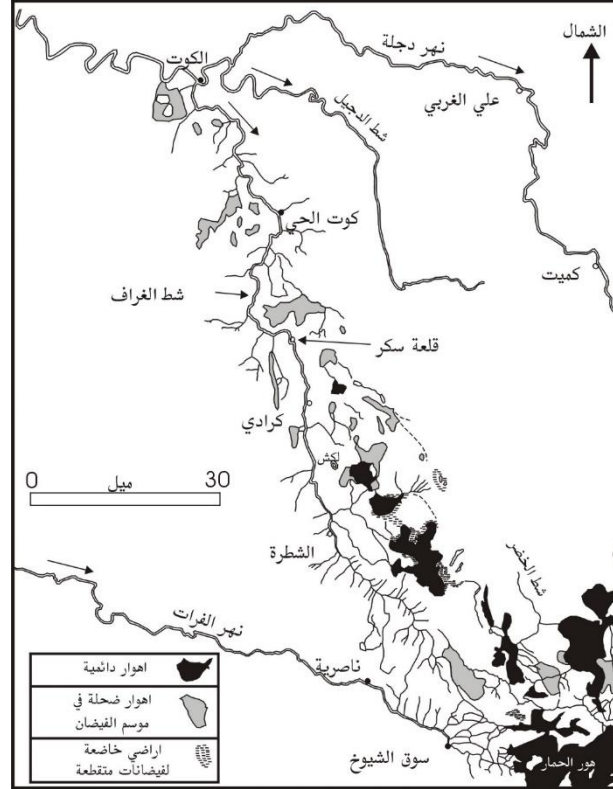 الشمال
نهر دجلة
الكوت
علي الغربي
شط الدجيل
كوت الحي
كميت
شط الغراف
قلعة سكر
كرادي
لكش
0 ميل 30
الشطرة
شط الخضر
نهر الفرات
ناصرية
اهوار دائمية
اهوار ضحلة في
موسم الفيضان
اراضي خاضعة
لفيضانات متقطعة
سوق الشيوخ
هور الحمار